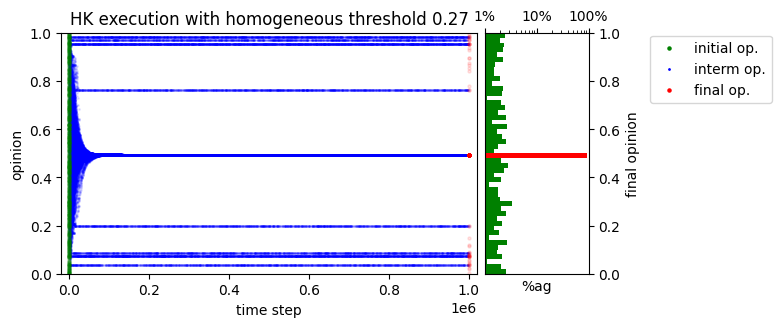 HK execution with homogeneous threshold 0.27
1% 10% 100%
1.0
0.8
0.6
0.4
0.2
0.0
opinion
0.0 0.2 0.4 0.6 0.8 1.0
1e6
time step
%ag
1.0
0.8
0.6
0.4
0.2
0.0
final opinion
initial op.
interm op.
final op.